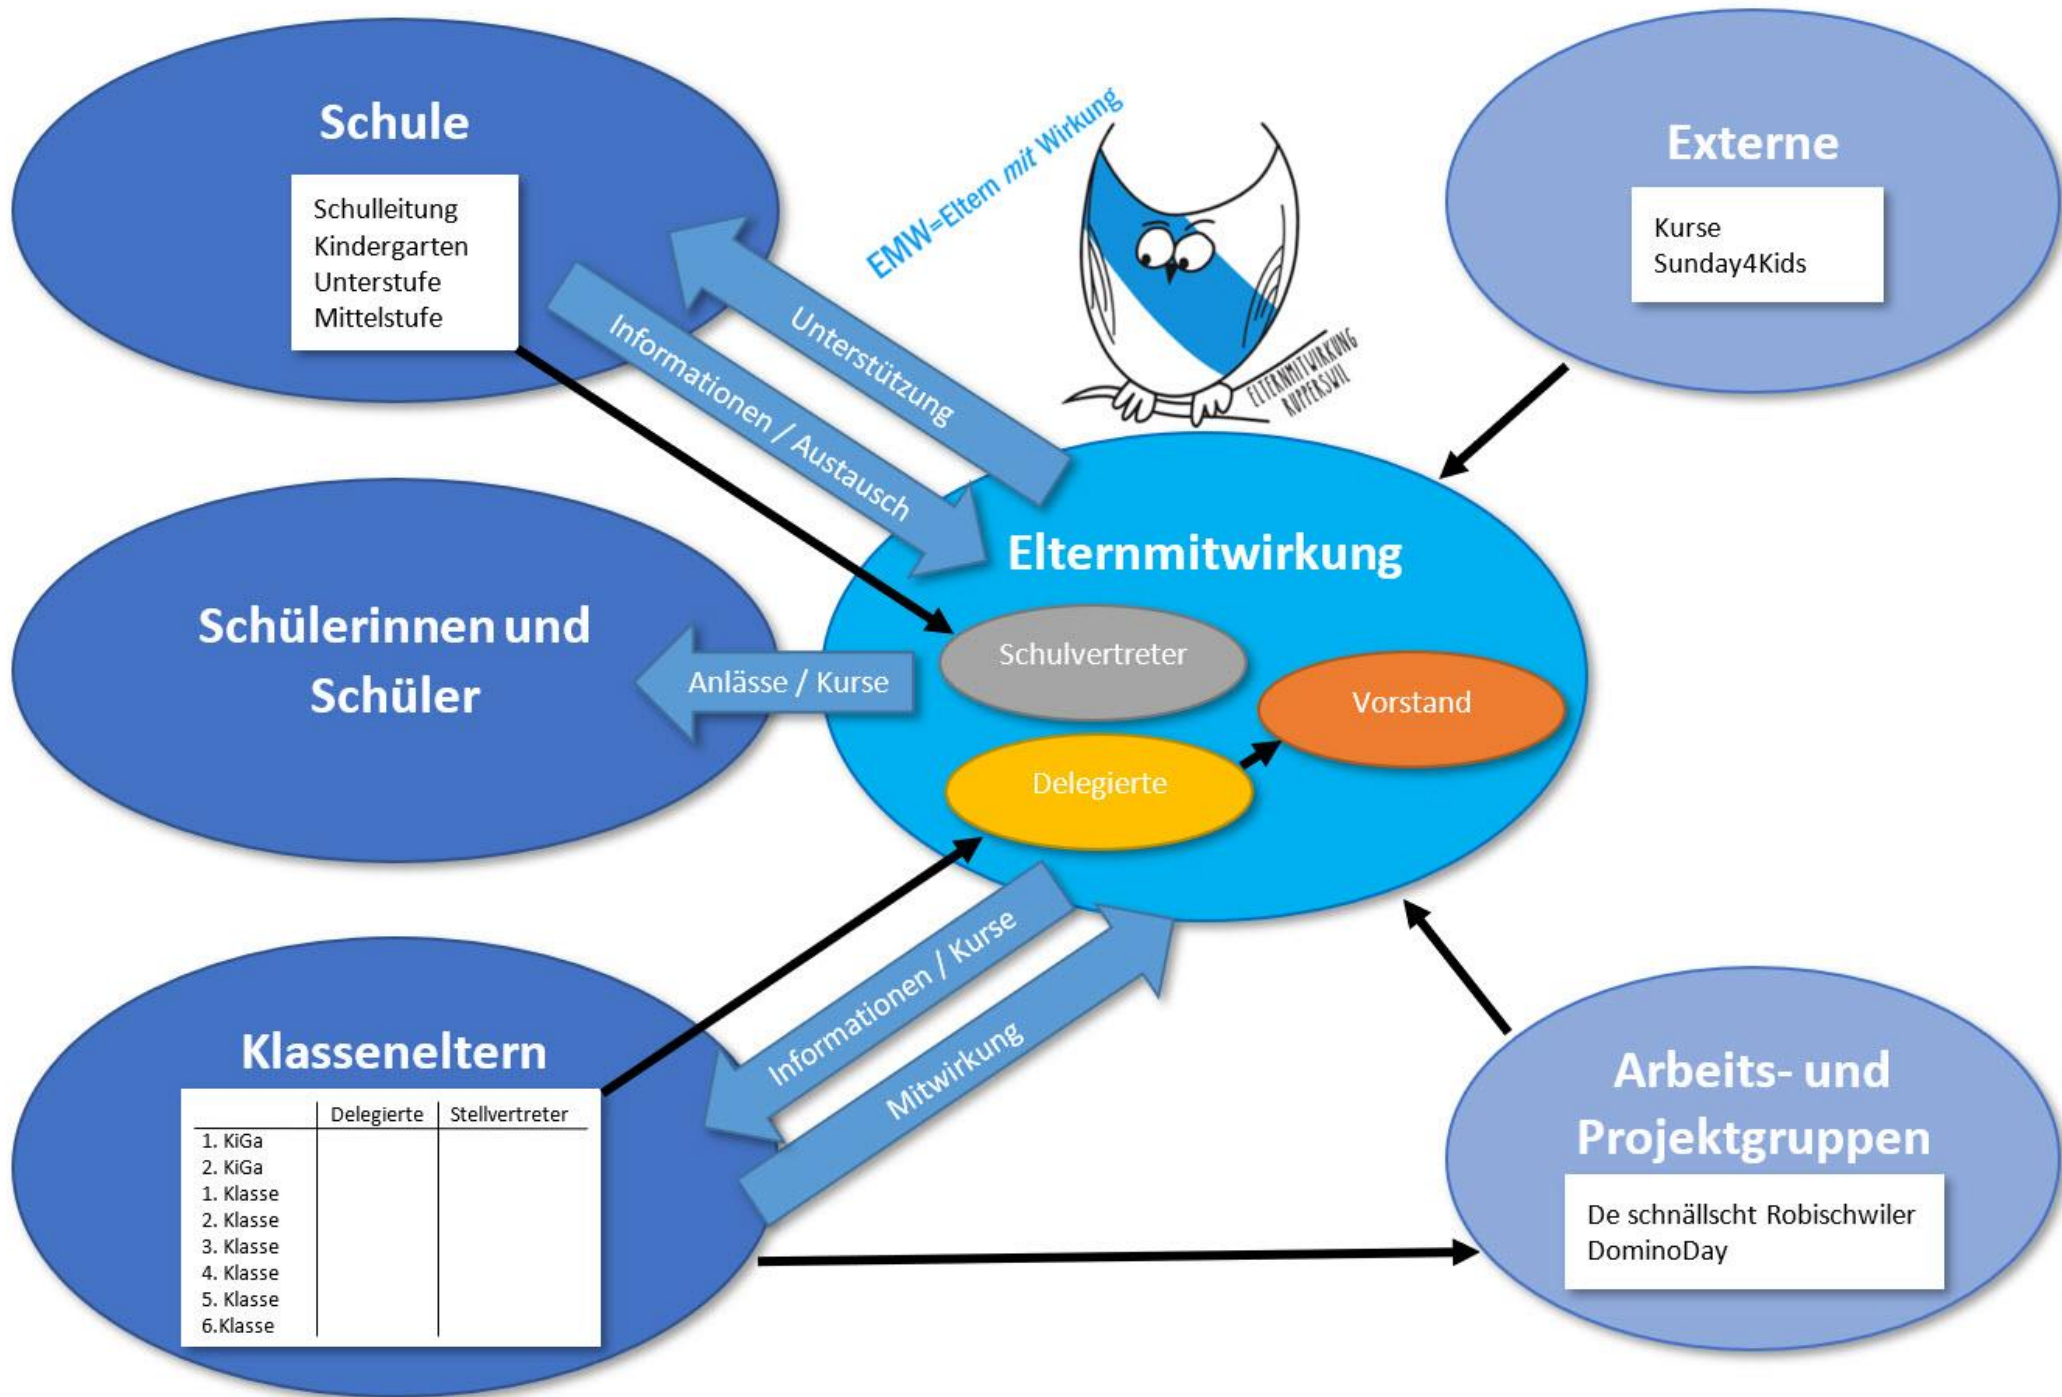 Schule
Schulleitung
Kindergarten
Unterstufe
Mittelstufe
EMW=Eltern mit Wirkung
ELTERNMITWIRKUNG
RUPPERSWIL
Externe
Kurse
Sunday4Kids
Unterstützung
Informationen / Austausch
Elternmitwirkung
Schülerinnen und
Schüler
Anlässe / Kurse
Schulvertreter
Vorstand
Delegierte
Informationen / Kurse
Mitwirkung
Klasseneltern
Delegierte Stellvertreter
1. KiGa
2. KiGa
1. Klasse
2. Klasse
3. Klasse
4. Klasse
5. Klasse
6.Klasse
Arbeits- und
Projektgruppen
De schnällscht Robischwiler
DominoDay